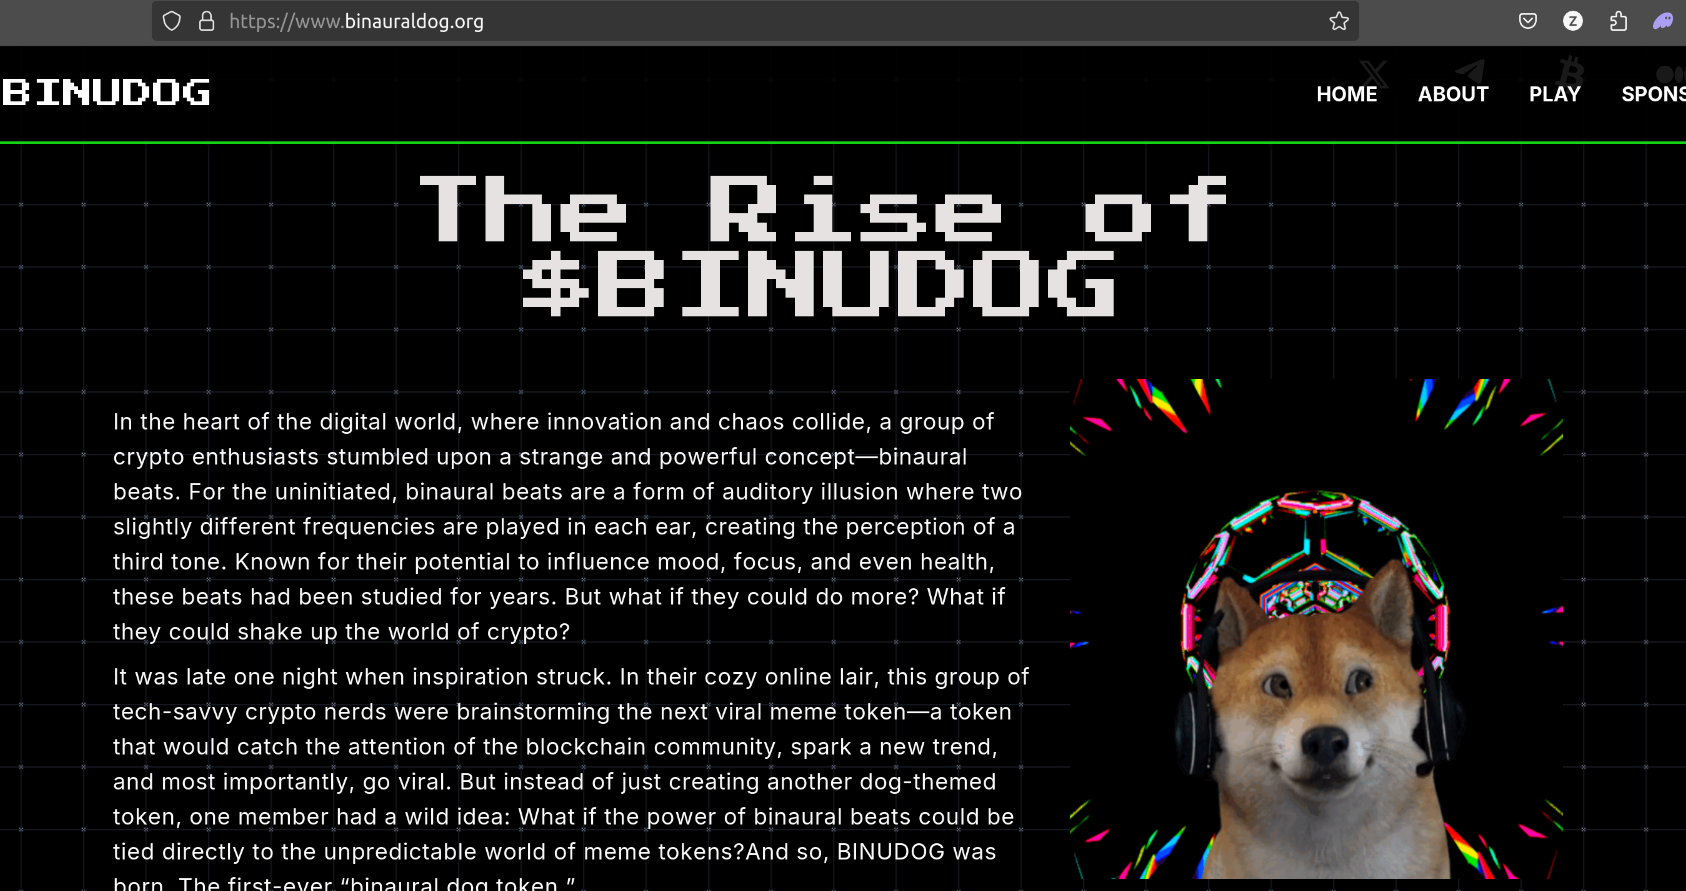 https://www.binauraldog.org
BINUDOG
HOME ABOUT PLAY SPONS
The Rise of
$BINUDOG
In the heart of the digital world, where innovation and chaos collide, a group of
crypto enthusiasts stumbled upon a strange and powerful concept—binaural
beats. For the uninitiated, binaural beats are a form of auditory illusion where two
slightly different frequencies are played in each ear, creating the perception of a
third tone. Known for their potential to influence mood, focus, and even health,
these beats had been studied for years. But what if they could do more? What if
they could shake up the world of crypto?
It was late one night when inspiration struck. In their cozy online lair, this group of
tech-savvy crypto nerds were brainstorming the next viral meme token—a token
that would catch the attention of the blockchain community, spark a new trend,
and most importantly, go viral. But instead of just creating another dog-themed
token, one member had a wild idea: What if the power of binaural beats could be
tied directly to the unpredictable world of meme tokens?And so, BINUDOG was
born. The first-ever “binaural dog token.”